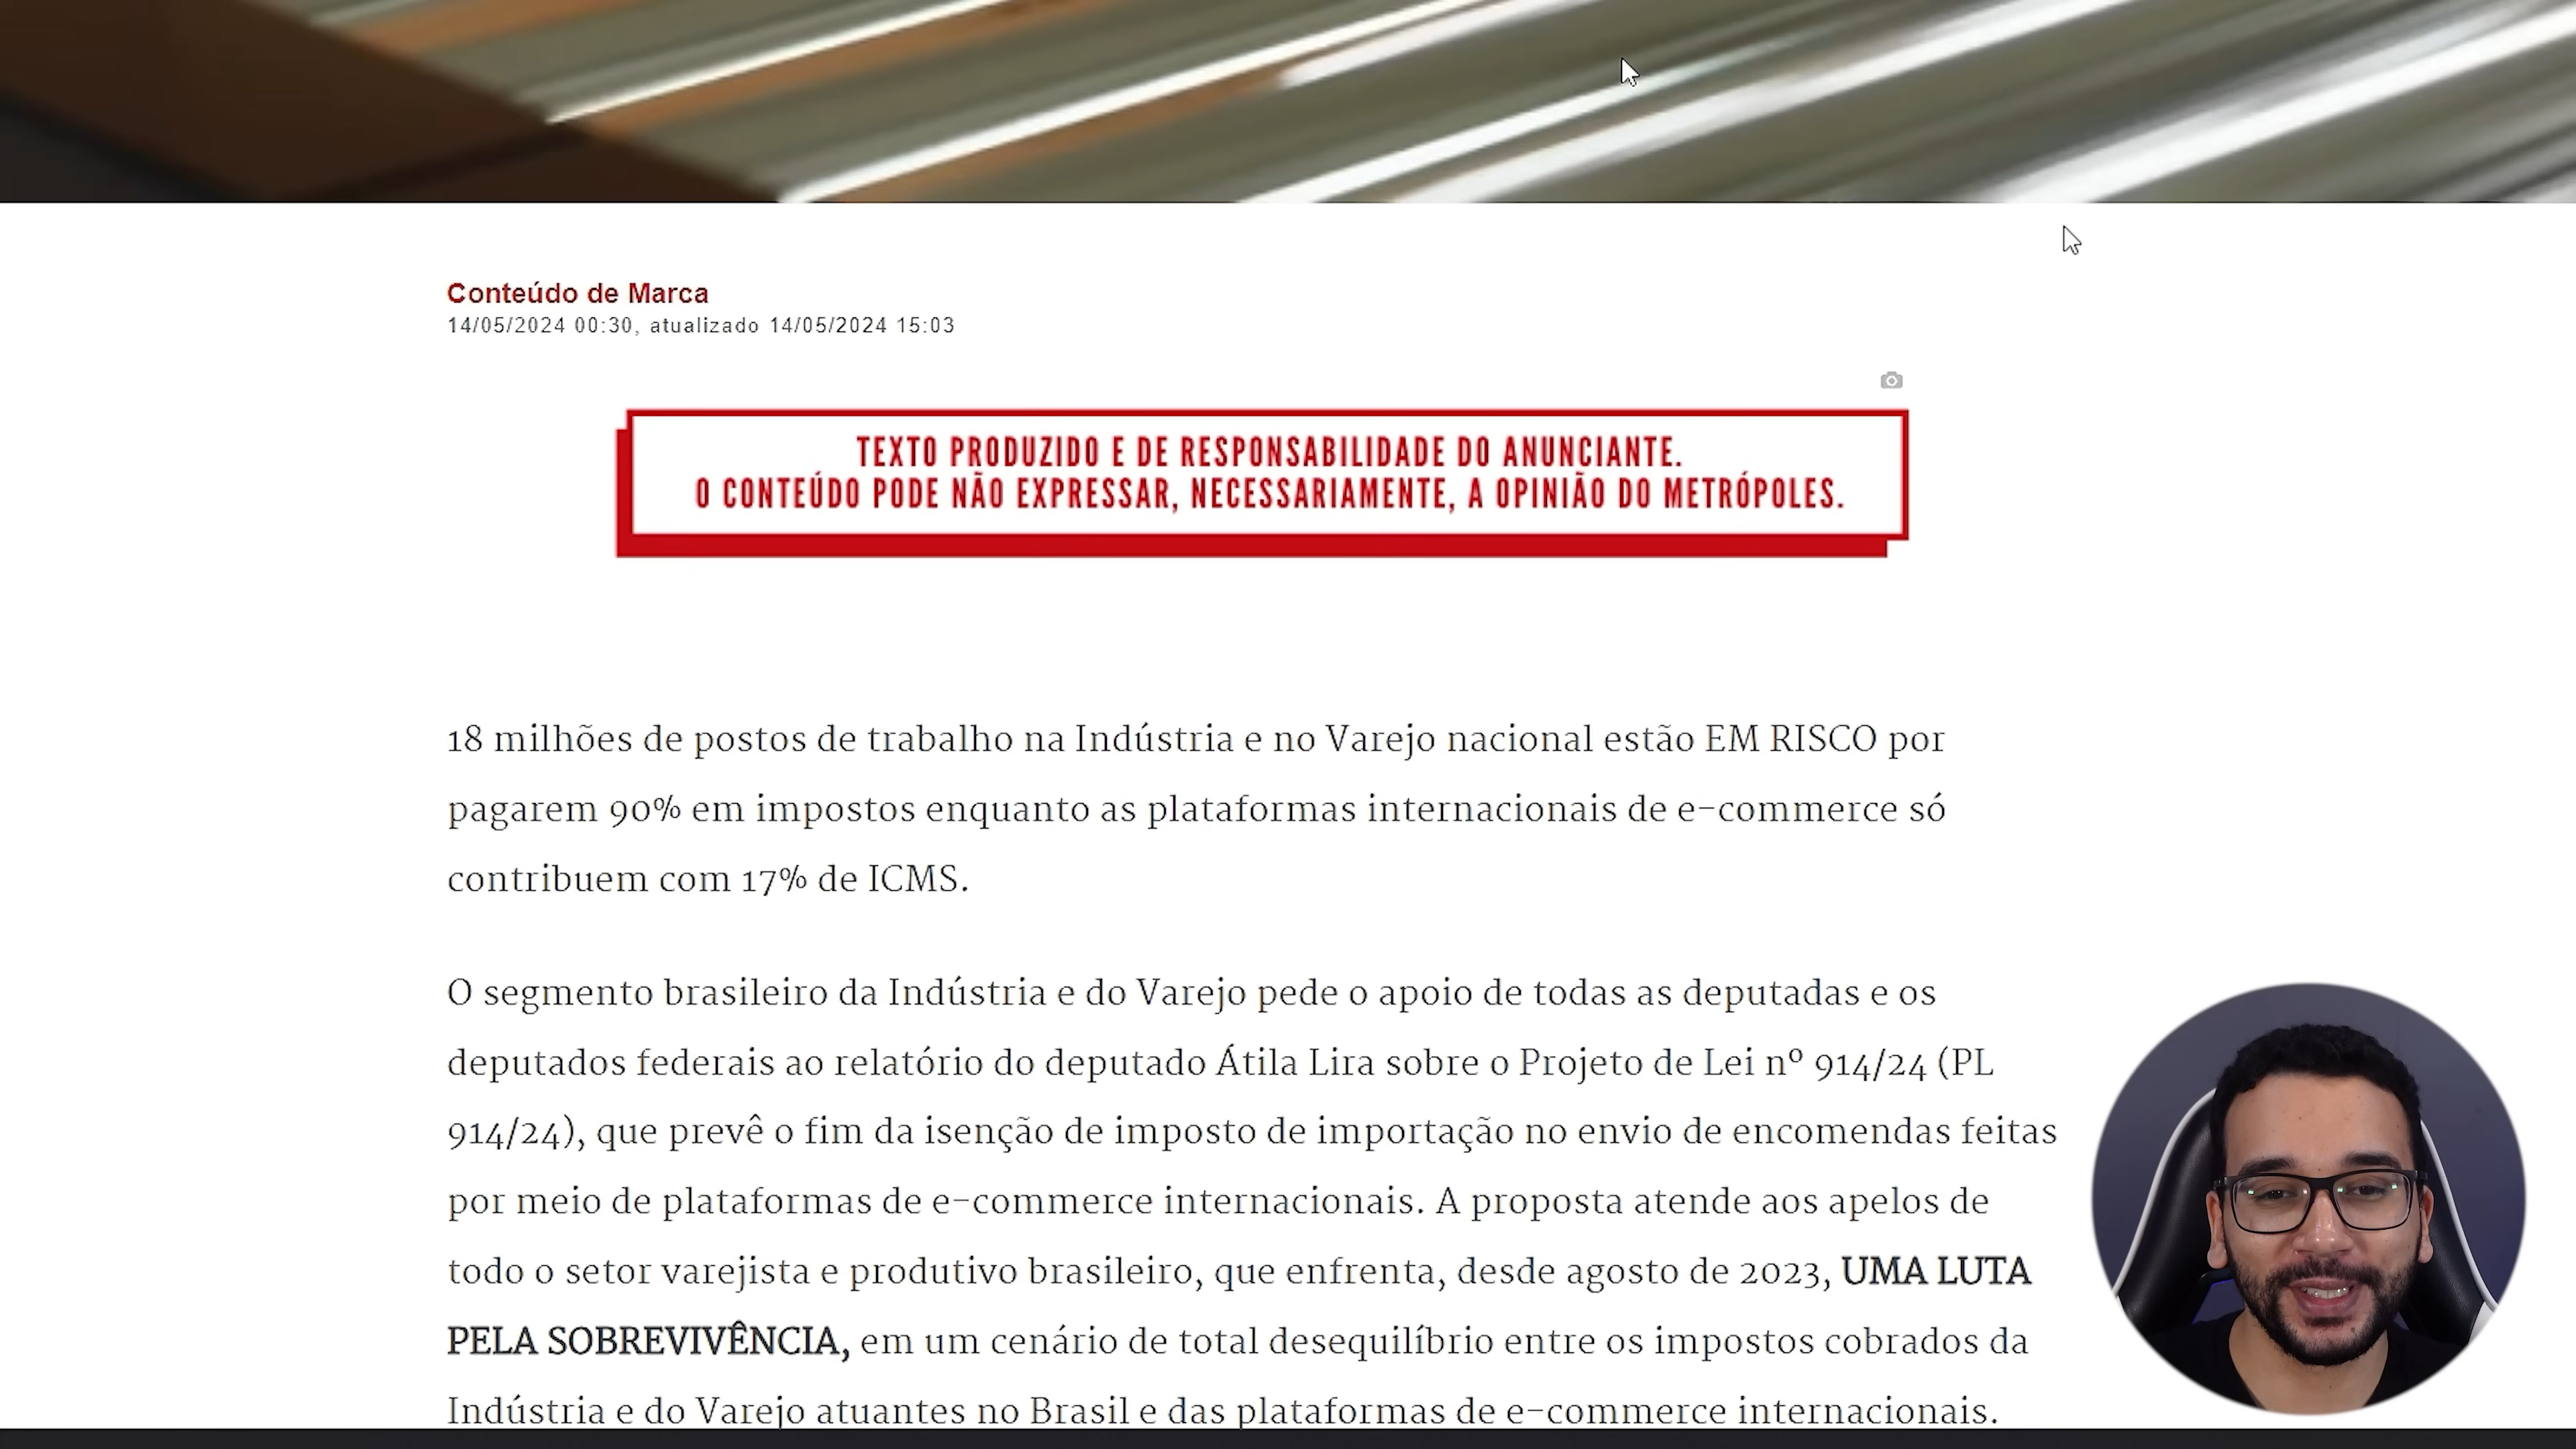 Conteúdo de Marca
14/05/2024 00:30, atualizado 14/05/2024 15:03
TEXTO PRODUZIDO E DE RESPONSABILIDADE DO ANUNCIANTE.
O CONTEÚDO PODE NÃO EXPRESSAR, NECESSARIAMENTE, A OPINIÃO DO METRÓPOLES.
18 milhões de postos de trabalho na Indústria e no Varejo nacional estão EM RISCO por
pagarem 90% em impostos enquanto as plataformas internacionais de e-commerce só
contribuem com 17% de ICMS.
O segmento brasileiro da Indústria e do Varejo pede o apoio de todas as deputadas e os
deputados federais ao relatório do deputado Átila Lira sobre o Projeto de Lei nº 914/24 (PL
914/24), que prevê o fim da isenção de imposto de importação no envio de encomendas feitas
por meio de plataformas de e-commerce internacionais. A proposta atende aos apelos de
todo o setor varejista e produtivo brasileiro, que enfrenta, desde agosto de 2023, UMA LUTA
PELA SOBREVIVÊNCIA, em um cenário de total desequilíbrio entre os impostos cobrados da
Indústria e do Varejo atuantes no Brasil e das plataformas de e-commerce internacionais.